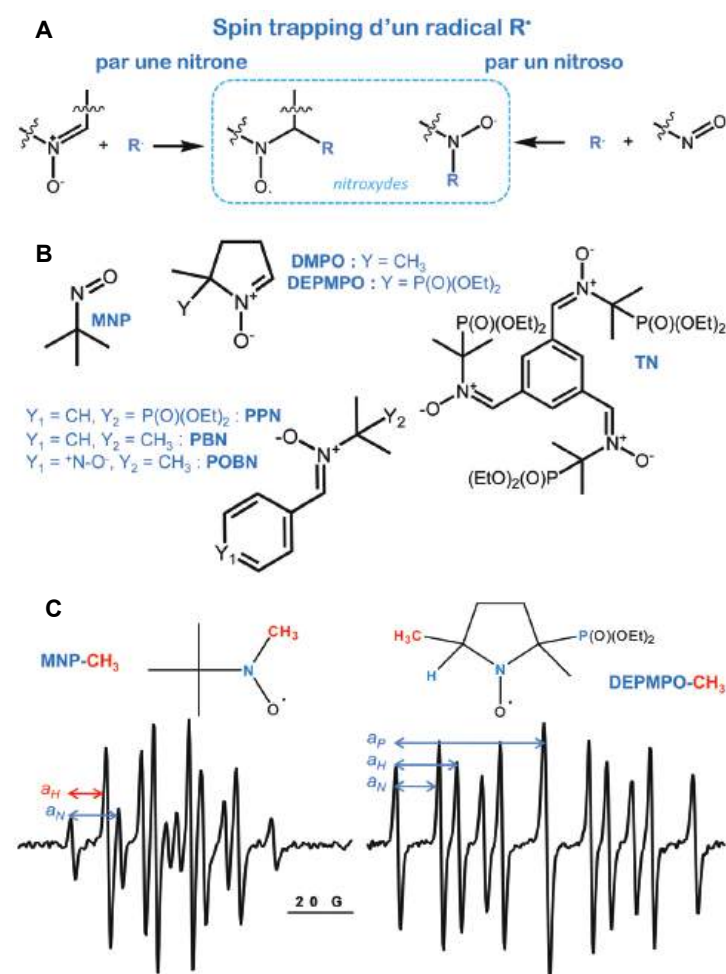 A
Spin trapping d'un radical R•
par une nitrone
par un nitroso
N+
O-
+ R·
N
O.
R
nitroxydes
N
O·
R
R· +
N
O
B
N
O
MNP
Y
N+
O-
DMPO : Y = CH3
DEPMPO : Y = P(O)(OEt)2
O-
N+
P(O)(OEt)2
P(O)(OEt)2
TN
-O
N+
N+
O-
(EtO)2(O)P
Y1 = CH, Y2 = P(O)(OEt)2 : PPN
Y1 = CH, Y2 = CH3 : PBN
Y1 = +N-O-, Y2 = CH3 : POBN
Y2
-O
N+
Y1
C
MNP-CH3
CH3
N
O•
H3C
H
N
O•
P(O)(OEt)2
DEPMPO-CH3
aH
aN
aP
aH
aN
20 G